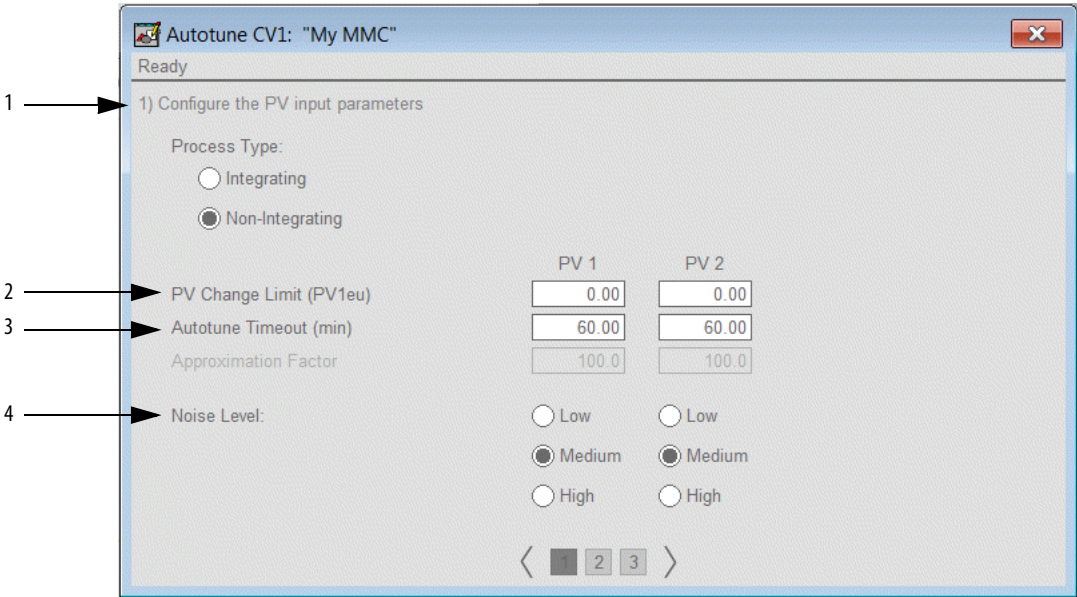 Autotune CV1: "My MMC"
Ready
1
1) Configure the PV input parameters
Process Type:
Integrating
Non-Integrating
PV 1 PV 2
2
PV Change Limit (PV1eu) 0.00 0.00
3
Autotune Timeout (min) 60.00 60.00
Approximation Factor 100.0 100.0
4
Noise Level: Low Low
Medium Medium
High High
1 2 3